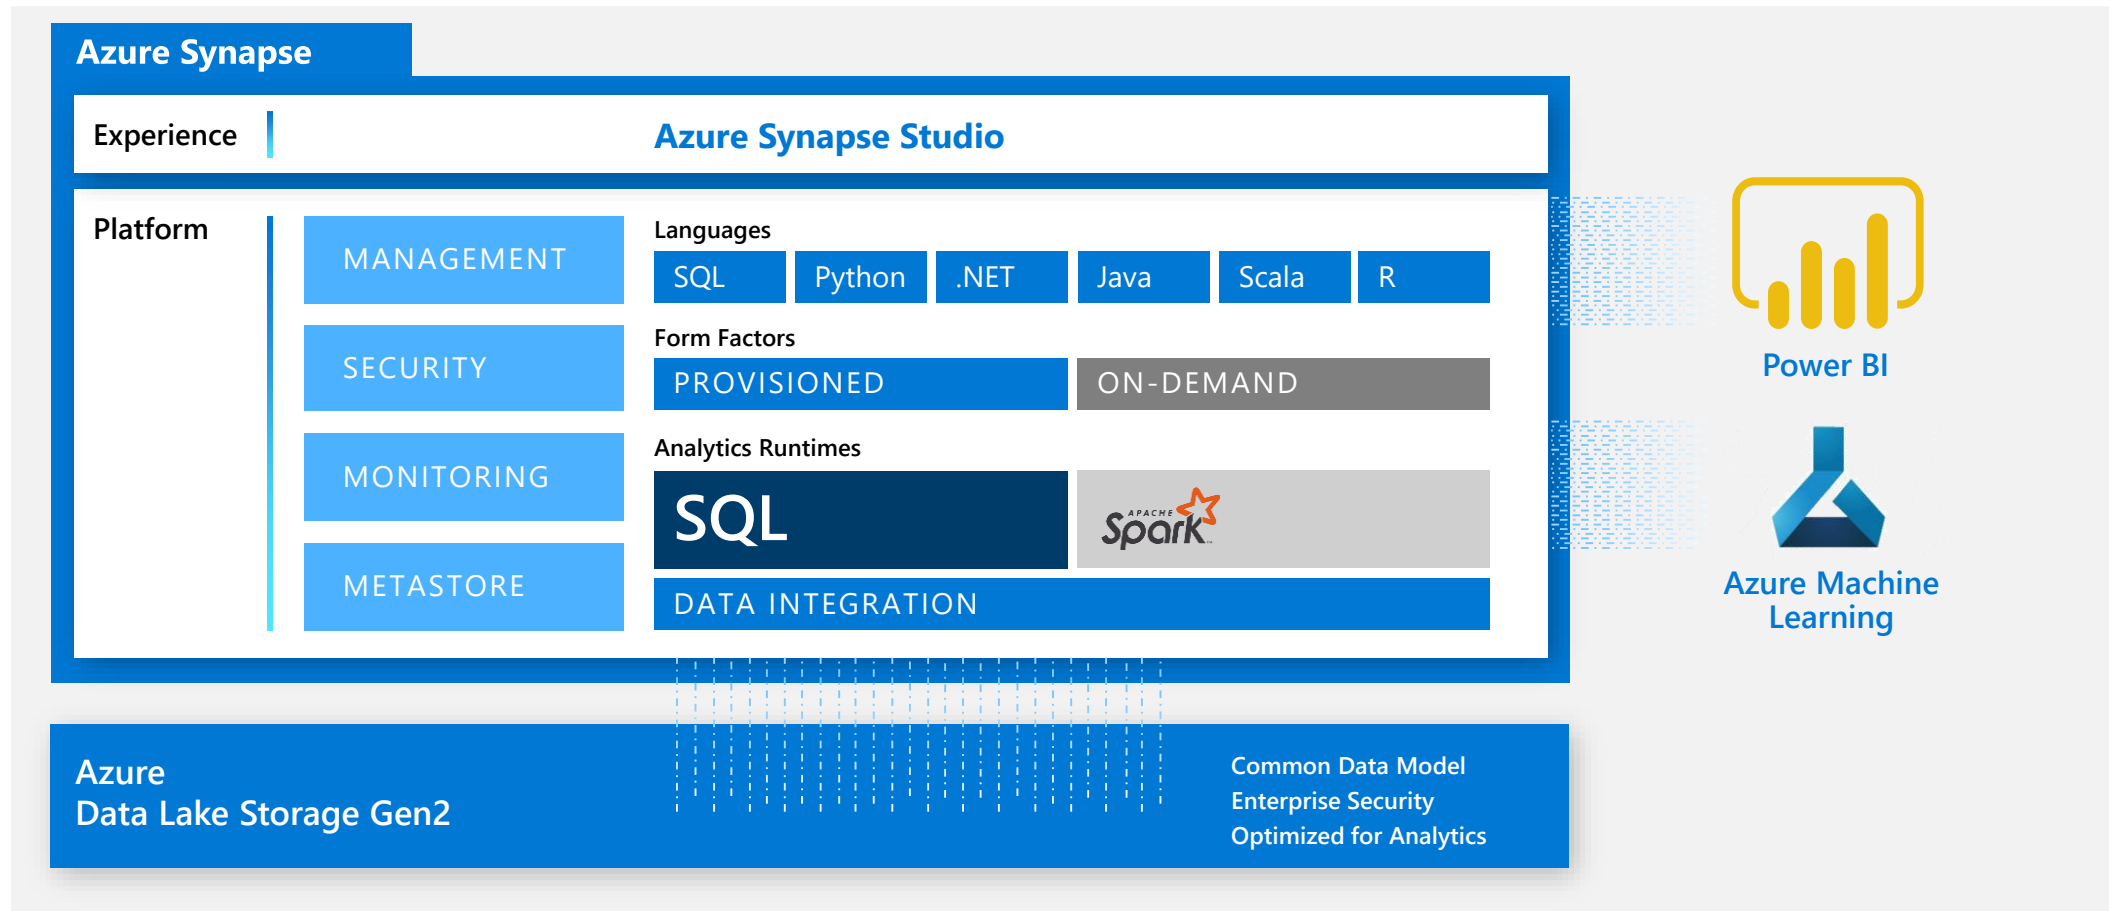 Azure Synapse
Experience
Azure Synapse Studio
Platform
MANAGEMENT
SECURITY
MONITORING
METASTORE
Languages
SQL
Python
.NET
Java
Scala
R
Form Factors
PROVISIONED
ON-DEMAND
Analytics Runtimes
SQL
APACHE
Spark
DATA INTEGRATION
Power BI
Azure Machine
Learning
Azure
Data Lake Storage Gen2
Common Data Model
Enterprise Security
Optimized for Analytics